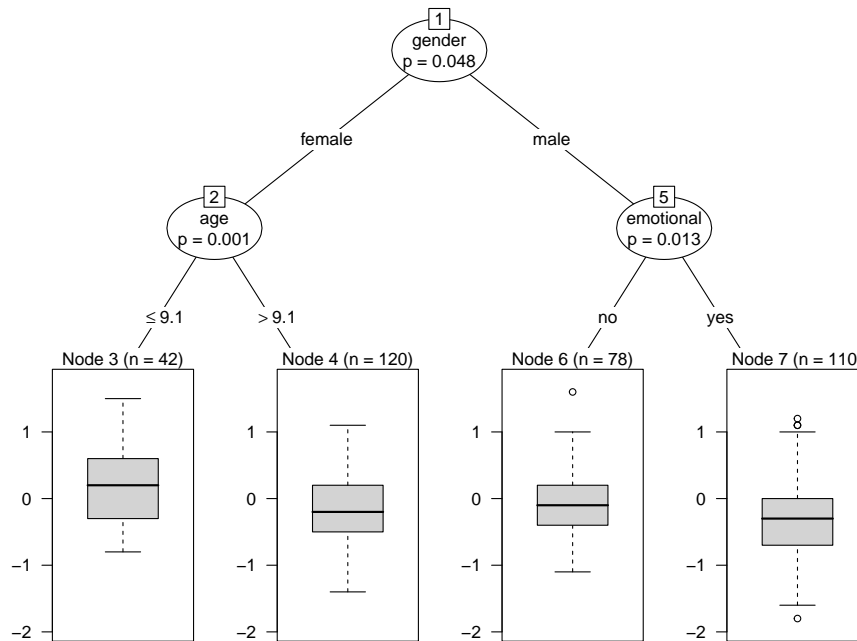 1
gender
p = 0.048
female
male
2
age
p = 0.001
5
emotional
p = 0.013
≤ 9.1
> 9.1
no
yes
Node 3 (n = 42)
1
0
−1
−2
Node 4 (n = 120)
1
0
−1
−2
Node 6 (n = 78)
1
0
−1
−2
Node 7 (n = 110)
1
0
−1
−2